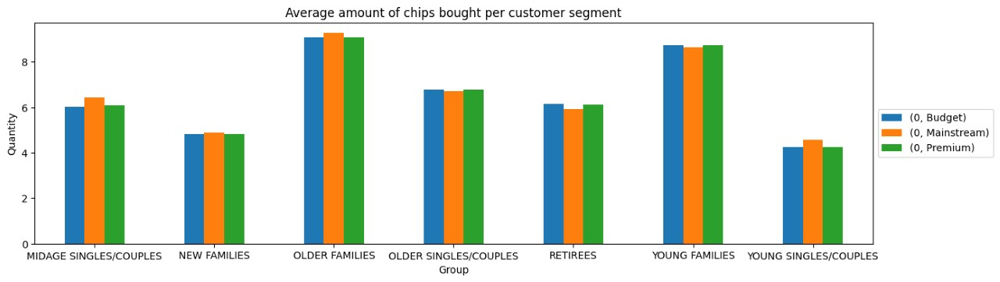 Average amount of chips bought per customer segment
Quantity
8
6
4
2
0
MIDAGE SINGLES/COUPLES NEW FAMILIES OLDER FAMILIES OLDER SINGLES/COUPLES RETIREES YOUNG FAMILIES YOUNG SINGLES/COUPLES
Group
(0, Budget)
(0, Mainstream)
(0, Premium)